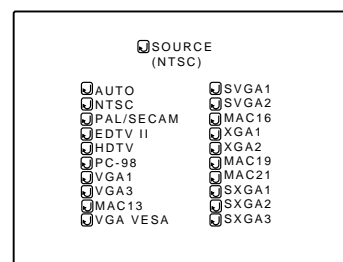 SOURCE
(NTSC)
AUTO
NTSC
PAL/SECAM
EDTV II
HDTV
PC-98
VGA1
VGA3
MAC13
VGA VESA
SVGA1
SVGA2
MAC16
XGA1
XGA2
MAC19
MAC21
SXGA1
SXGA2
SXGA3